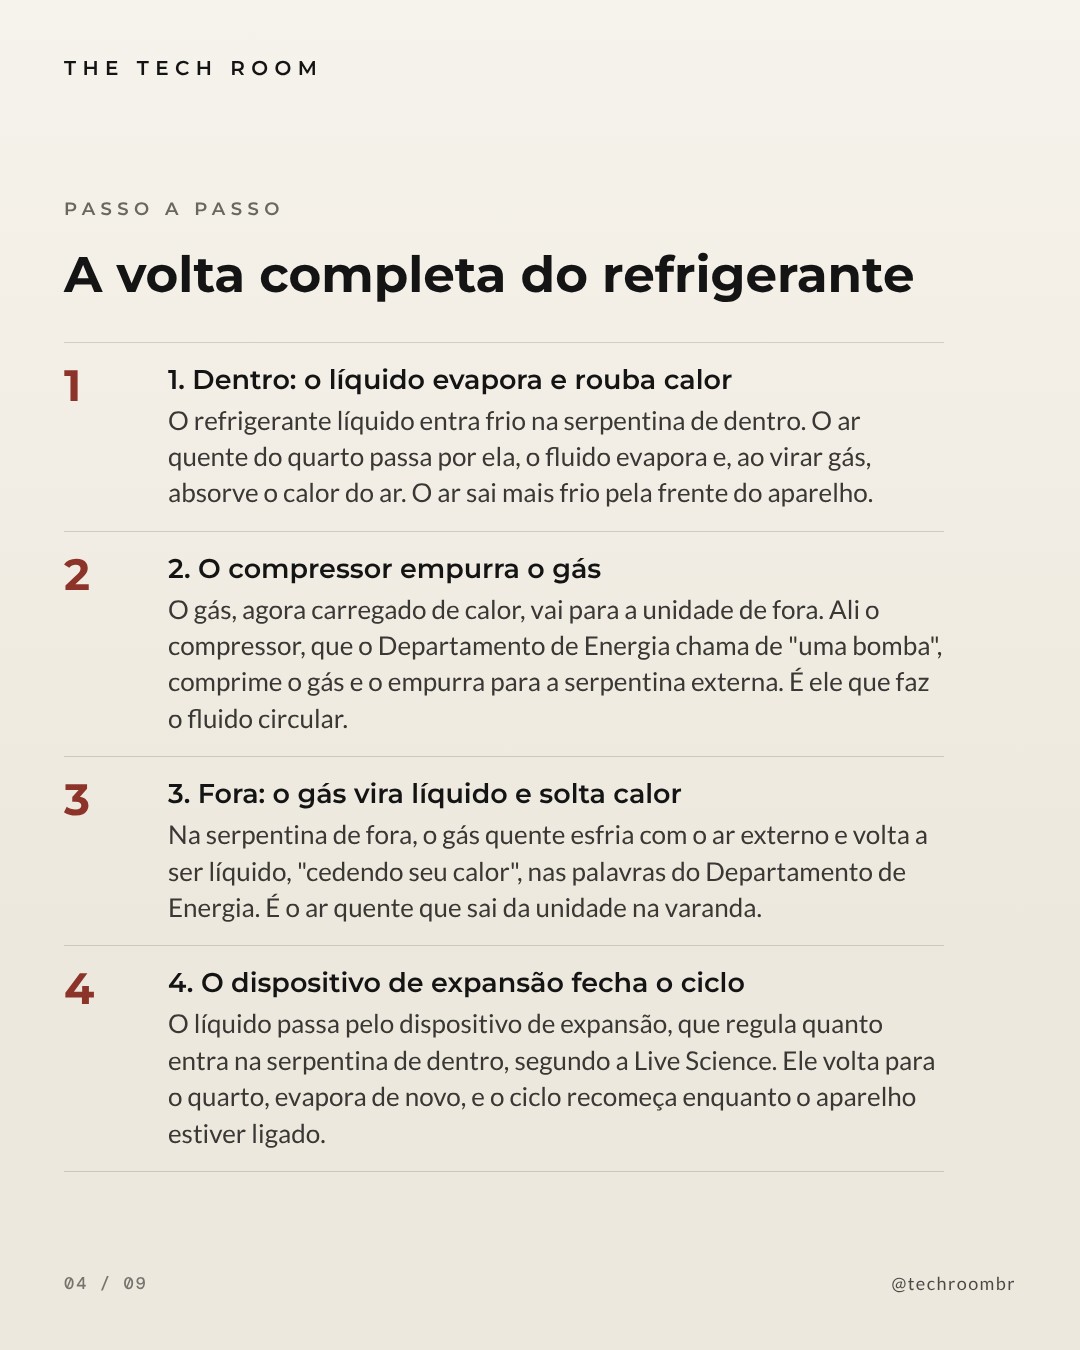 THE TECH ROOM
PASSO A PASSO
A volta completa do refrigerante
1
1. Dentro: o líquido evapora e rouba calor
O refrigerante líquido entra frio na serpentina de dentro. O ar
quente do quarto passa por ela, o fluido evapora e, ao virar gás,
absorve o calor do ar. O ar sai mais frio pela frente do aparelho.
2
2. O compressor empurra o gás
O gás, agora carregado de calor, vai para a unidade de fora. Ali o
compressor, que o Departamento de Energia chama de "uma bomba",
comprime o gás e o empurra para a serpentina externa. É ele que faz
o fluido circular.
3
3. Fora: o gás vira líquido e solta calor
Na serpentina de fora, o gás quente esfria com o ar externo e volta a
ser líquido, "cedendo seu calor", nas palavras do Departamento de
Energia. É o ar quente que sai da unidade na varanda.
4
4. O dispositivo de expansão fecha o ciclo
O líquido passa pelo dispositivo de expansão, que regula quanto
entra na serpentina de dentro, segundo a Live Science. Ele volta para
o quarto, evapora de novo, e o ciclo recomeça enquanto o aparelho
estiver ligado.
04 / 09
@techroombr